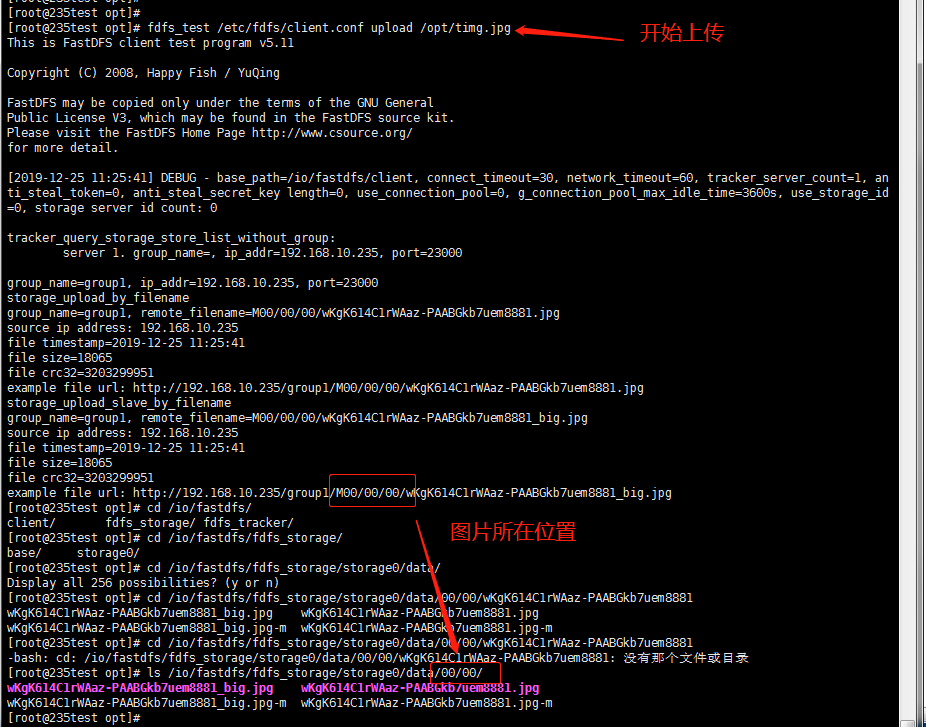 [root@235test opt]#
[root@235test opt]#
[root@235test opt]# fdfs_test /etc/fdfs/client.conf upload /opt/timg.jpg 开始上传
This is FastDFS client test program v5.11
Copyright (C) 2008, Happy Fish / YuQing
FastDFS may be copied only under the terms of the GNU General
Public License V3, which may be found in the FastDFS source kit.
Please visit the FastDFS Home Page http://www.csource.org/
for more detail.
[2019-12-25 11:25:41] DEBUG - base_path=/io/fastdfs/client, connect_timeout=30, network_timeout=60, tracker_server_count=1, an
ti_steal_token=0, anti_steal_secret_key length=0, use_connection_pool=0, g_connection_pool_max_idle_time=3600s, use_storage_id
=0, storage server id count: 0
tracker_query_storage_store_list_without_group:
server 1. group_name=, ip_addr=192.168.10.235, port=23000
group_name=group1, ip_addr=192.168.10.235, port=23000
storage_upload_by_filename
group_name=group1, remote_filename=M00/00/00/wKgK614C1rWAaz-PAABGkb7uem8881.jpg
source ip address: 192.168.10.235
file timestamp=2019-12-25 11:25:41
file size=18065
file crc32=3203299951
example file url: http://192.168.10.235/group1/M00/00/00/wKgK614C1rWAaz-PAABGkb7uem8881.jpg
storage_upload_slave_by_filename
group_name=group1, remote_filename=M00/00/00/wKgK614C1rWAaz-PAABGkb7uem8881_big.jpg
source ip address: 192.168.10.235
file timestamp=2019-12-25 11:25:41
file size=18065
file crc32=3203299951
example file url: http://192.168.10.235/group1/M00/00/00/wKgK614C1rWAaz-PAABGkb7uem8881_big.jpg
[root@235test opt]# cd /io/fastdfs/
client/ fdfs_storage/ fdfs_tracker/
图片所在位置
[root@235test opt]# cd /io/fastdfs/fdfs_storage/
base/ storage0/
[root@235test opt]# cd /io/fastdfs/fdfs_storage/storage0/data/
Display all 256 possibilities? (y or n)
[root@235test opt]# cd /io/fastdfs/fdfs_storage/storage0/data/00/00/wKgK614C1rWAaz-PAABGkb7uem8881
wKgK614C1rWAaz-PAABGkb7uem8881_big.jpg wKgK614C1rWAaz-PAABGkb7uem8881.jpg
wKgK614C1rWAaz-PAABGkb7uem8881_big.jpg-m wKgK614C1rWAaz-PAABGkb7uem8881.jpg-m
[root@235test opt]# cd /io/fastdfs/fdfs_storage/storage0/data/00/00/wKgK614C1rWAaz-PAABGkb7uem8881
-bash: cd: /io/fastdfs/fdfs_storage/storage0/data/00/00/wKgK614C1rWAaz-PAABGkb7uem8881: 没有那个文件或目录
[root@235test opt]# ls /io/fastdfs/fdfs_storage/storage0/data/00/00/
wKgK614C1rWAaz-PAABGkb7uem8881_big.jpg wKgK614C1rWAaz-PAABGkb7uem8881.jpg
wKgK614C1rWAaz-PAABGkb7uem8881_big.jpg-m wKgK614C1rWAaz-PAABGkb7uem8881.jpg-m
[root@235test opt]#